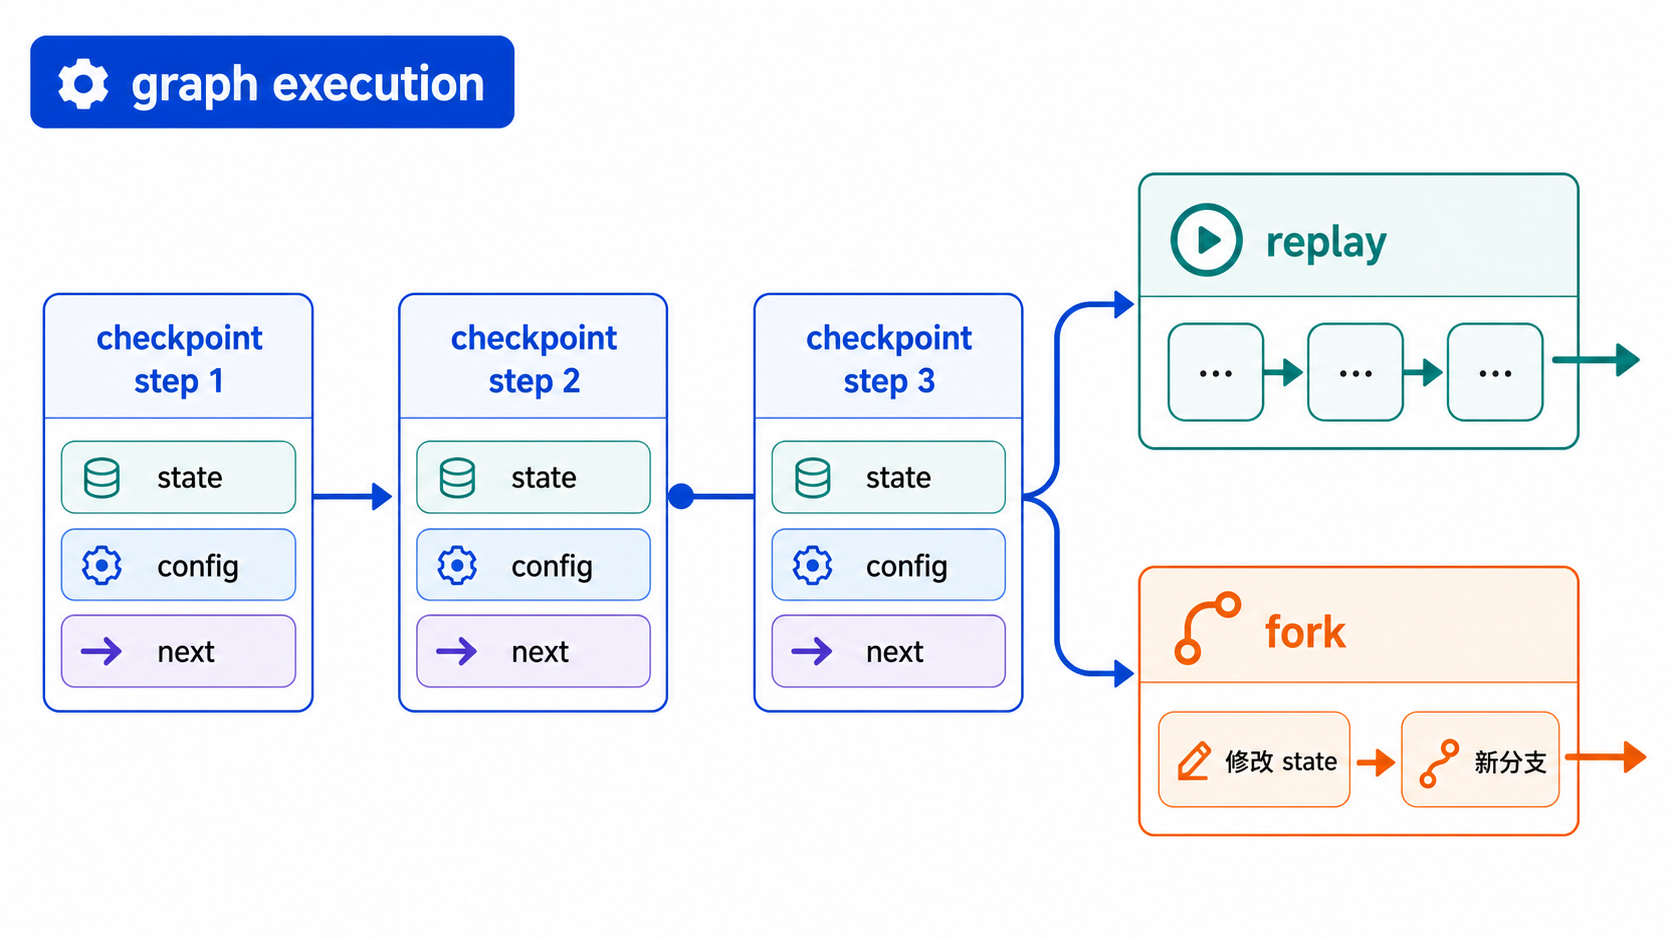 graph execution
checkpoint
step 1
state
config
next
checkpoint
step 2
state
config
next
checkpoint
step 3
state
config
next
replay
...
...
...
fork
修改 state
新分支